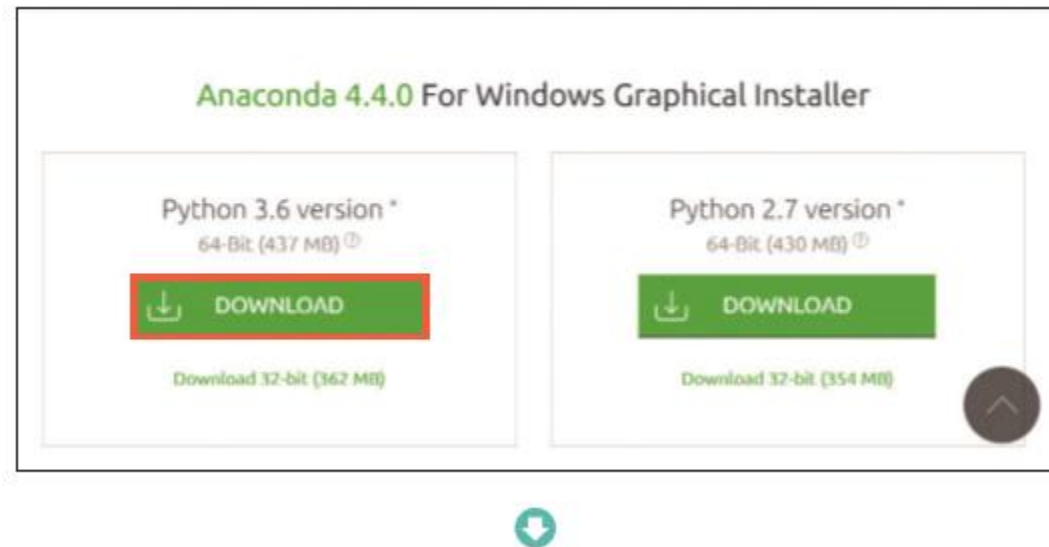 Anaconda 4.4.0 For Windows Graphical Installer
Python 3.6 version *
64-Bit (437 MB) ?
DOWNLOAD
Download 32-bit (362 MB)
Python 2.7 version *
64-Bit (430 MB) ?
DOWNLOAD
Download 32-bit (354 MB)